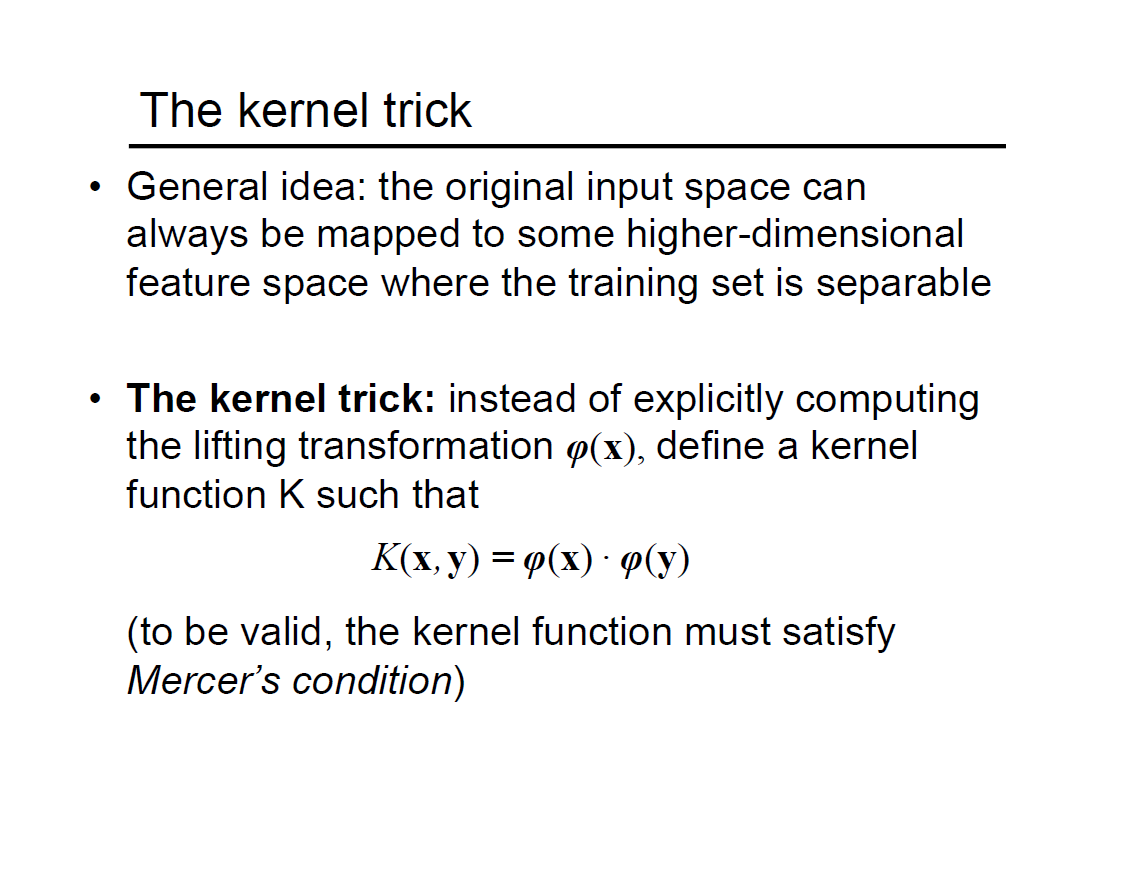 The kernel trick
• General idea: the original input space can
always be mapped to some higher-dimensional
feature space where the training set is separable
• The kernel trick: instead of explicitly computing
the lifting transformation φ(x), define a kernel
function K such that
K(x, y) = φ(x) · φ(y)
(to be valid, the kernel function must satisfy
Mercer’s condition)